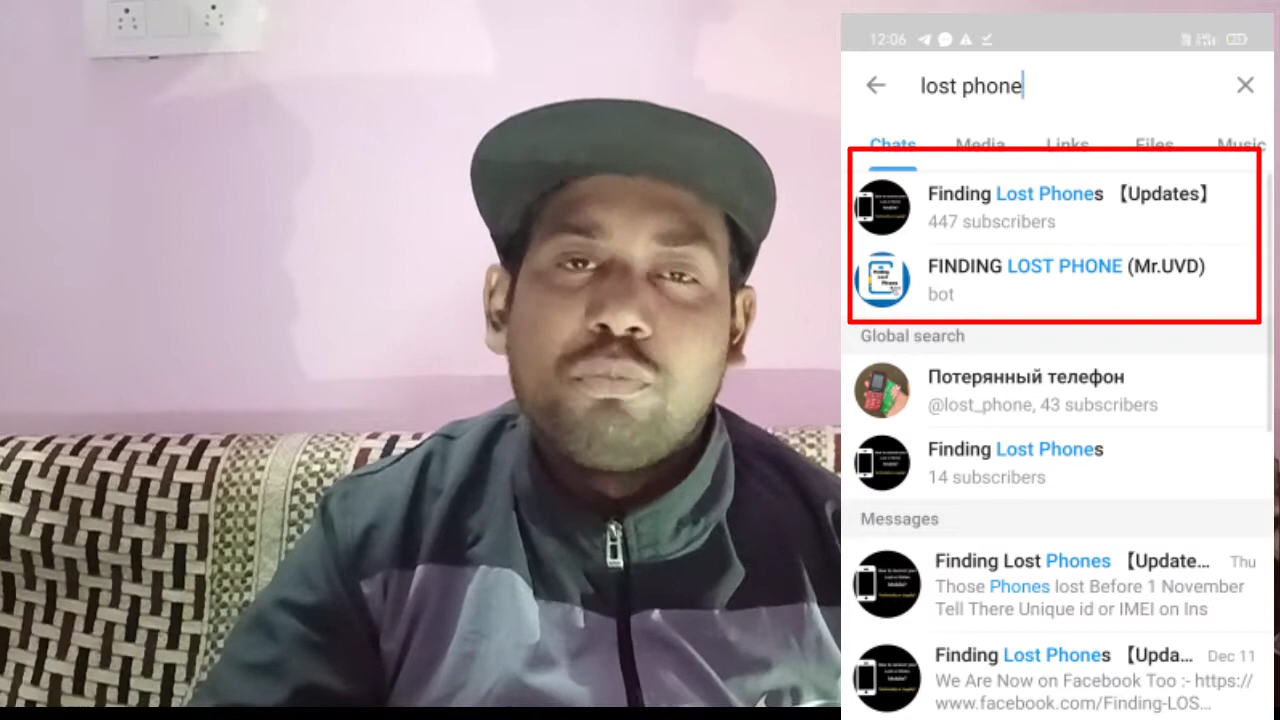 12:06
lost phone
Chats Media Links Files Music
Finding Lost Phones 【Updates】
447 subscribers
FINDING LOST PHONE (Mr.UVD)
bot
Global search
Потерянный телефон
@lost_phone, 43 subscribers
Finding Lost Phones
14 subscribers
Messages
Finding Lost Phones 【Update... Thu
Those Phones lost Before 1 November
Tell There Unique id or IMEI on Ins
Finding Lost Phones 【Upda... Dec 11
We Are Now on Facebook Too :- https://
www.facebook.com/Finding-LOS...